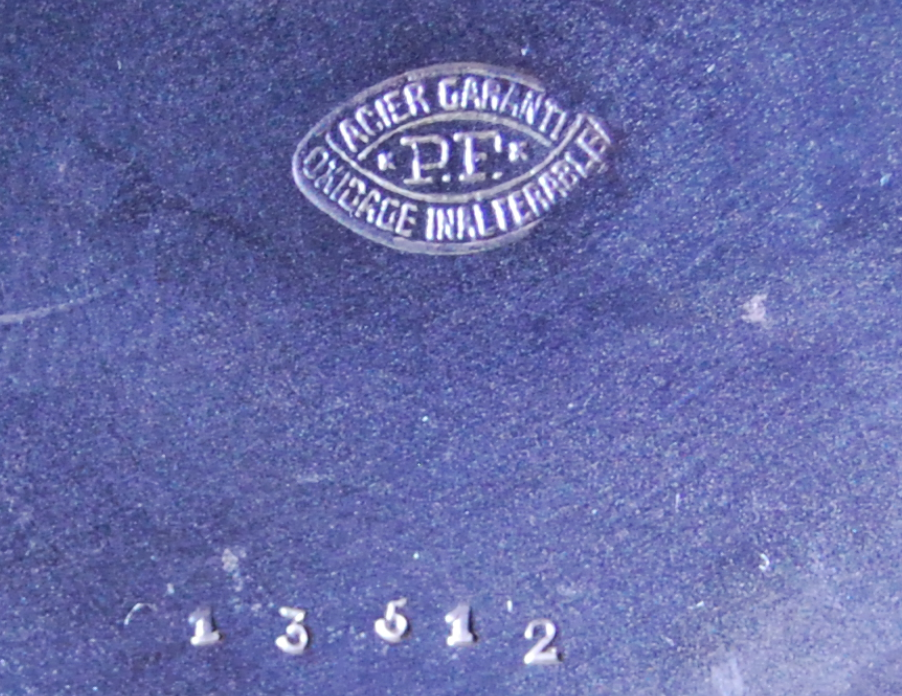 ACIER GARANTI
P.F.
OXIDAGE INALTERABLE
1 3 5 1 2